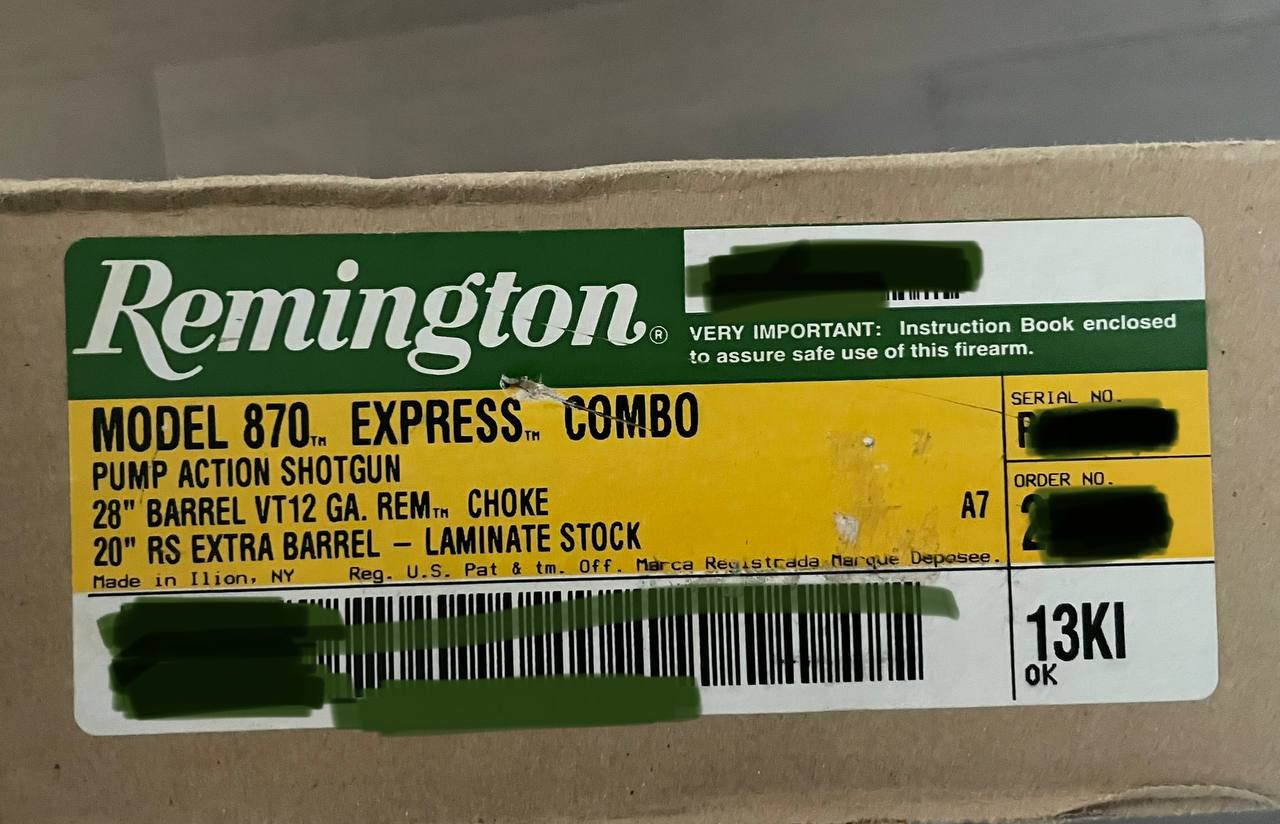 Remington®
VERY IMPORTANT: Instruction Book enclosed
to assure safe use of this firearm.
MODEL 870™ EXPRESS™ COMBO
PUMP ACTION SHOTGUN
28" BARREL VT12 GA. REM™ CHOKE
20" RS EXTRA BARREL – LAMINATE STOCK
A7
Made in Ilion, NY Reg. U.S. Pat & tm. Off. Marca Registrada Marque Deposee.
SERIAL NO.
ORDER NO.
13KI
OK